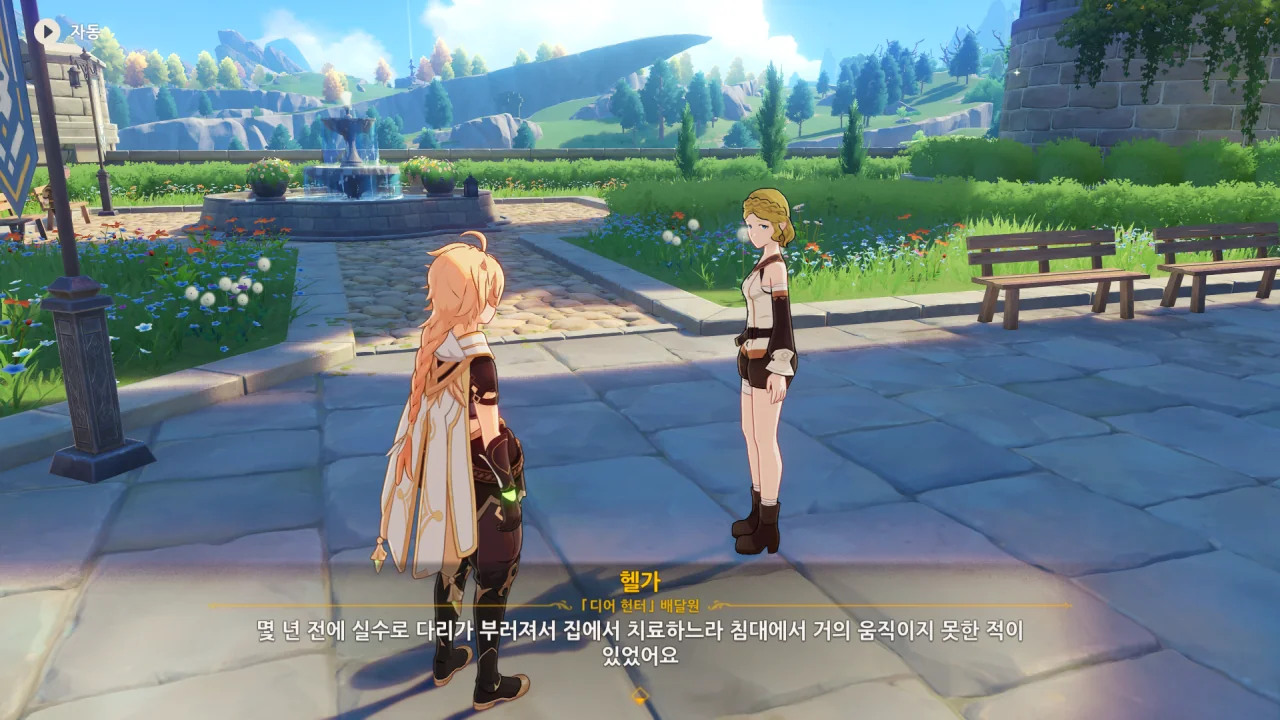 자동
헬가
「디어 헌터」 배달원
몇 년 전에 실수로 다리가 부러져서 집에서 치료하느라 침대에서 거의 움직이지 못한 적이
있었어요